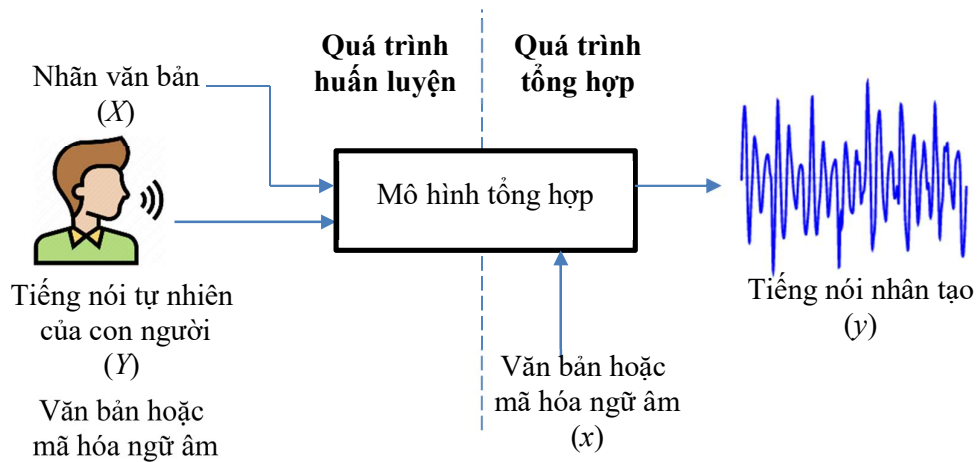 Nhãn văn bản
(X)
Quá trình
huấn luyện
Quá trình
tổng hợp
Mô hình tổng hợp
Tiếng nói tự nhiên
của con người
(Y)
Văn bản hoặc
mã hóa ngữ âm
Văn bản hoặc
mã hóa ngữ âm
(x)
Tiếng nói nhân tạo
(y)